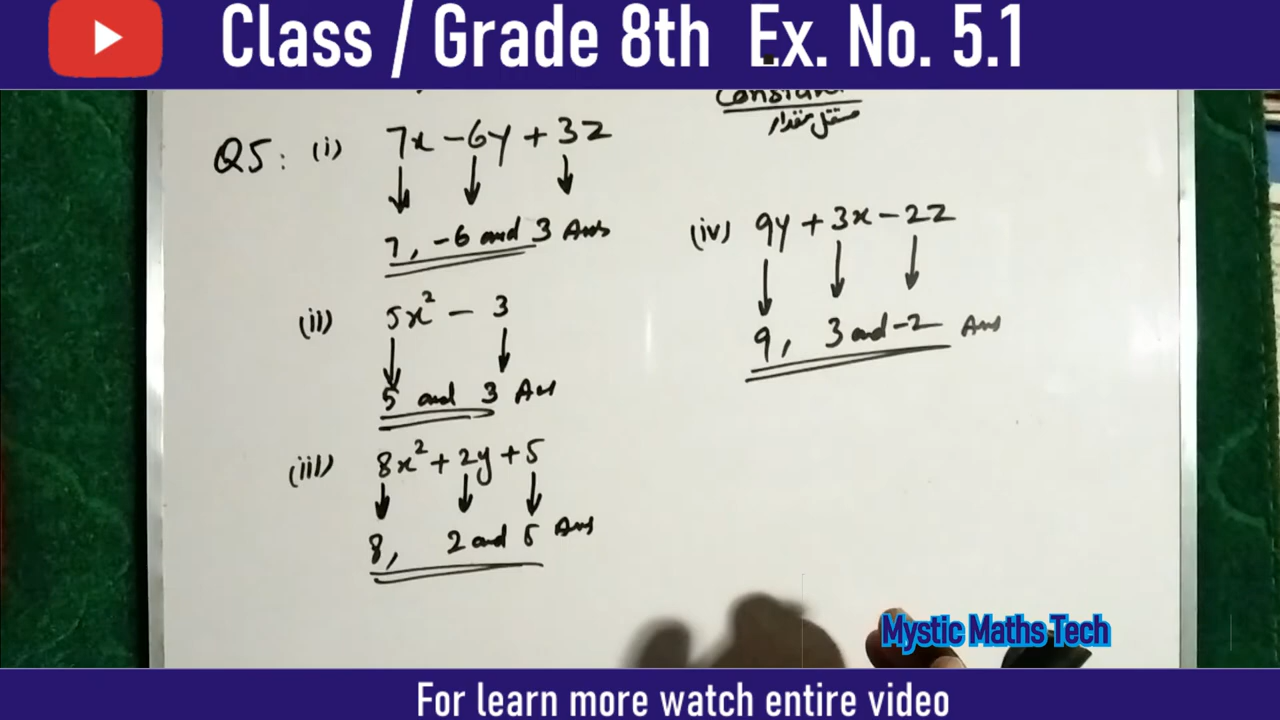 Class / Grade 8th Ex. No. 5.1
Constant
مستقل مقدار
Q5: (i) 7x - 6y + 3z
7, -6 and 3 Ans
(ii) 5x² - 3
5 and 3 Ans
(iii) 8x² + 2y + 5
8, 2 and 5 Ans
(iv) 9y + 3x - 2z
9, 3 and -2 Ans
Mystic Maths Tech
For learn more watch entire video